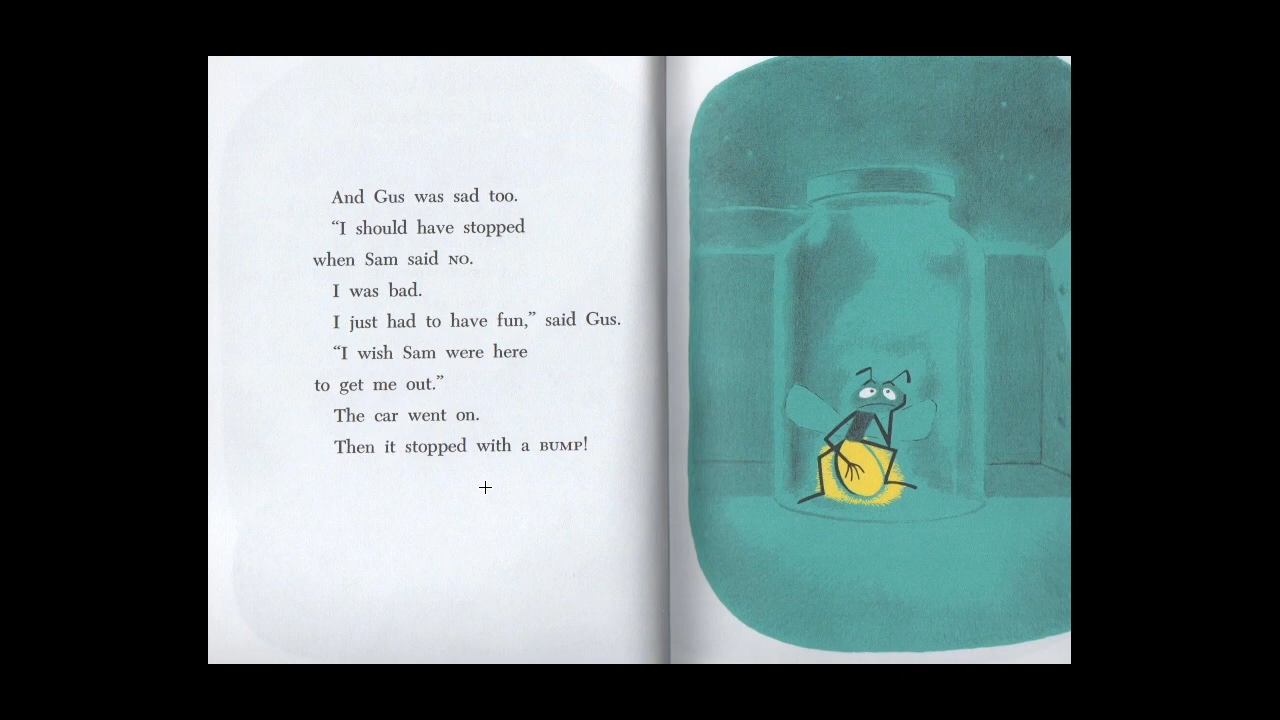 And Gus was sad too.
“I should have stopped
when Sam said NO.
I was bad.
I just had to have fun,” said Gus.
“I wish Sam were here
to get me out.”
The car went on.
Then it stopped with a BUMP!